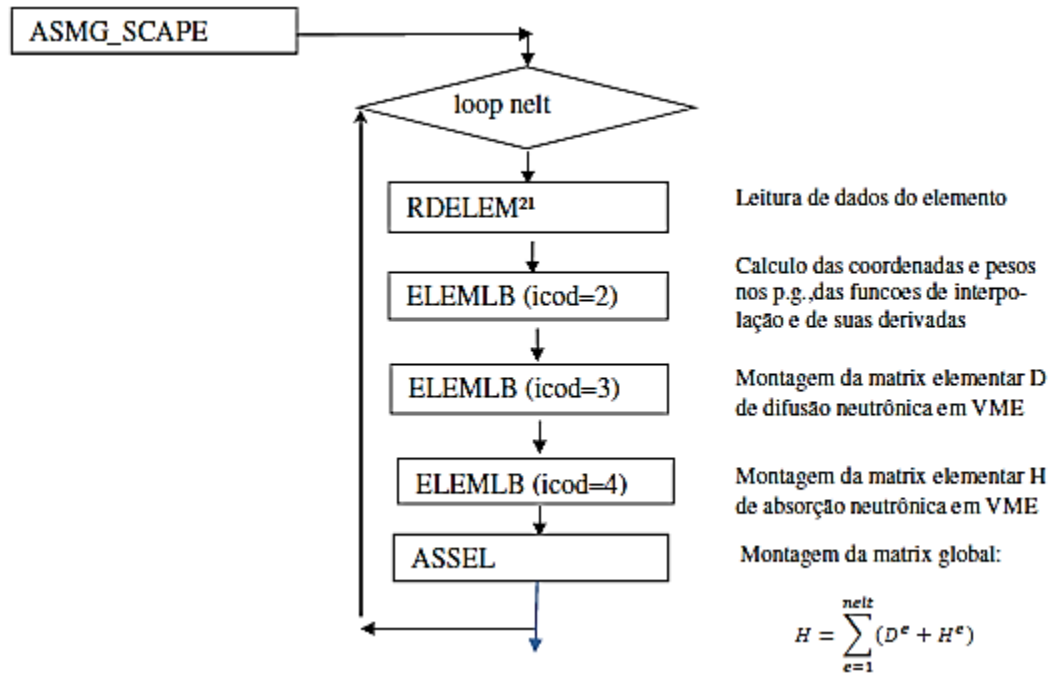 ASMG_SCAPE
loop nelt
RDELEM²¹
Leitura de dados do elemento
ELEMLB (icod=2)
Calculo das coordenadas e pesos
nos p.g.,das funcoes de interpo-
lação e de suas derivadas
ELEMLB (icod=3)
Montagem da matrix elementar D
de difusão neutrônica em VME
ELEMLB (icod=4)
Montagem da matrix elementar H
de absorção neutrônica em VME
ASSEL
Montagem da matrix global:
H = \sum_{e=1}^{nelt} (D^e + H^e)